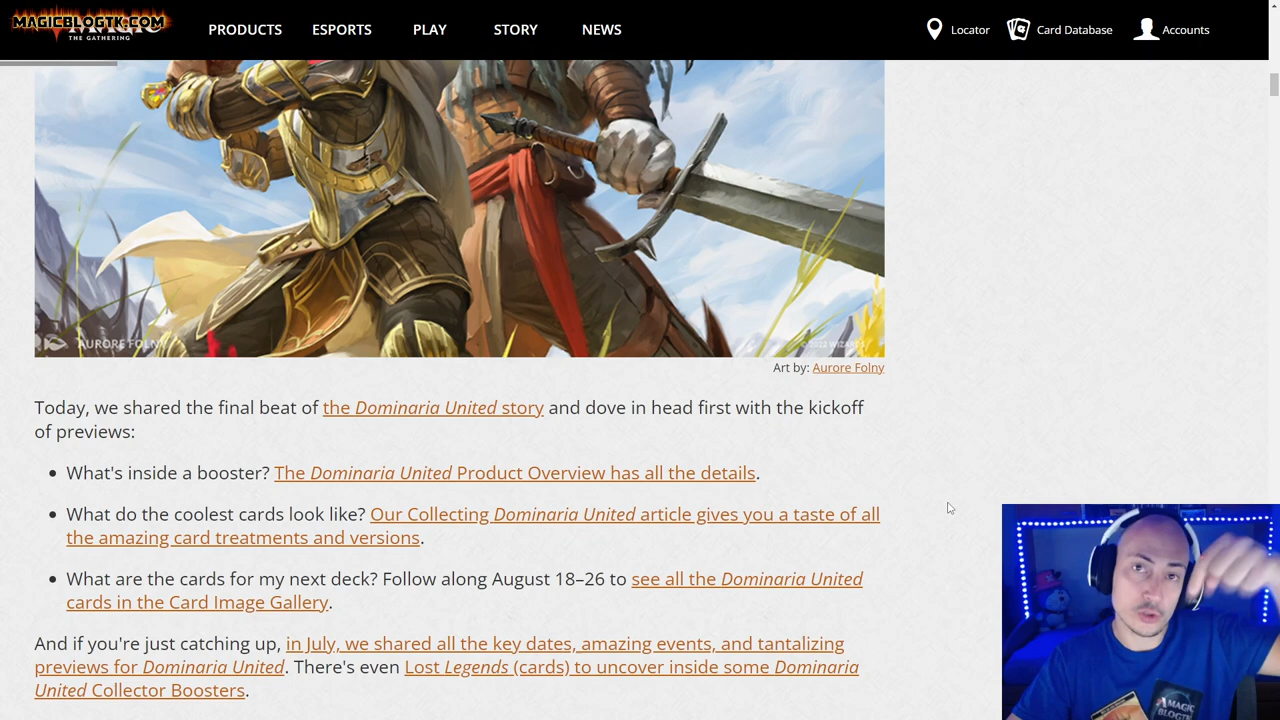 MAGICBLOGTK.COM
THE GATHERING
PRODUCTS ESPORTS PLAY STORY NEWS Locator Card Database Accounts
AURORE FOLNY
Art by: Aurore Folny
Today, we shared the final beat of the Dominaria United story and dove in head first with the kickoff
of previews:
• What's inside a booster? The Dominaria United Product Overview has all the details.
• What do the coolest cards look like? Our Collecting Dominaria United article gives you a taste of all
the amazing card treatments and versions.
• What are the cards for my next deck? Follow along August 18–26 to see all the Dominaria United
cards in the Card Image Gallery.
And if you're just catching up, in July, we shared all the key dates, amazing events, and tantalizing
previews for Dominaria United. There's even Lost Legends (cards) to uncover inside some Dominaria
United Collector Boosters.
MAGIC
BLOGTK